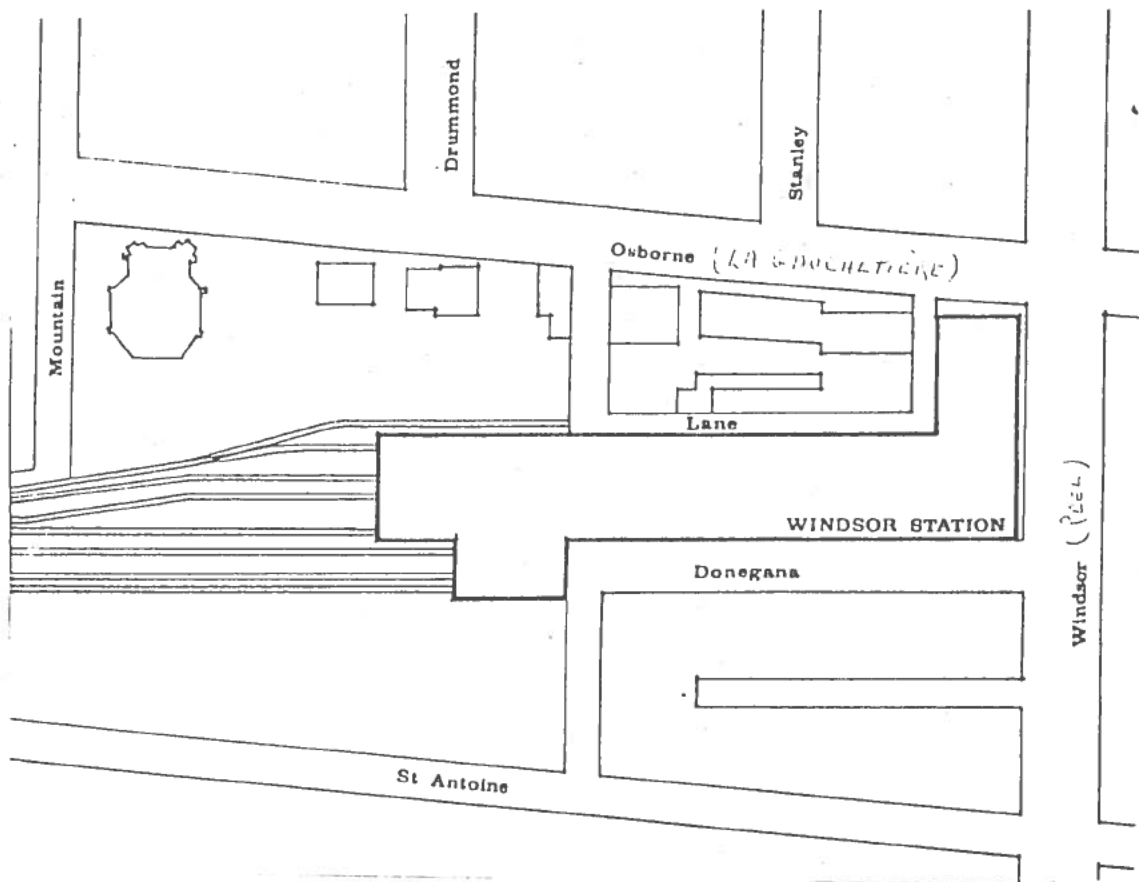 Drummond
Stanley
Osborne (LA GAUCHETIÈRE)
Mountain
Lane
WINDSOR STATION
Windsor (PEEL)
Donegana
St Antoine